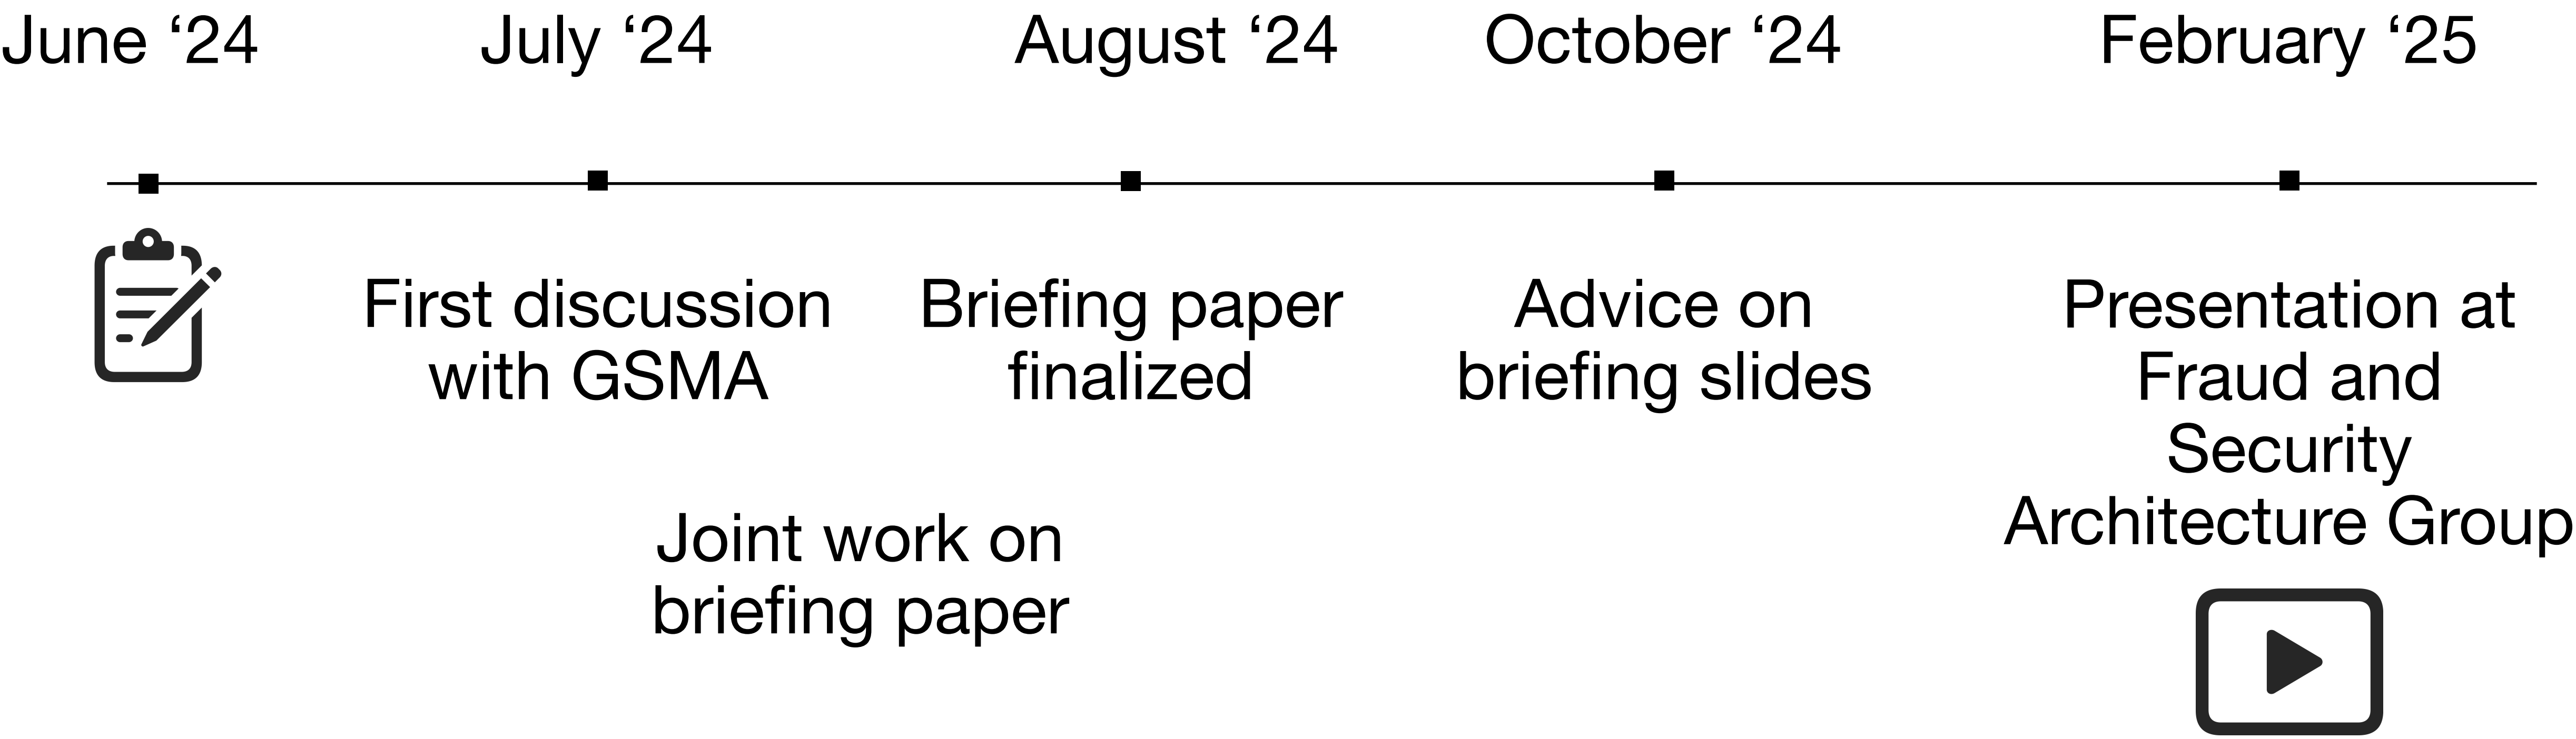 June ‘24
July ‘24
August ‘24
October ‘24
February ‘25
First discussion
with GSMA
Briefing paper
finalized
Advice on
briefing slides
Presentation at
Fraud and
Security
Architecture Group
Joint work on
briefing paper